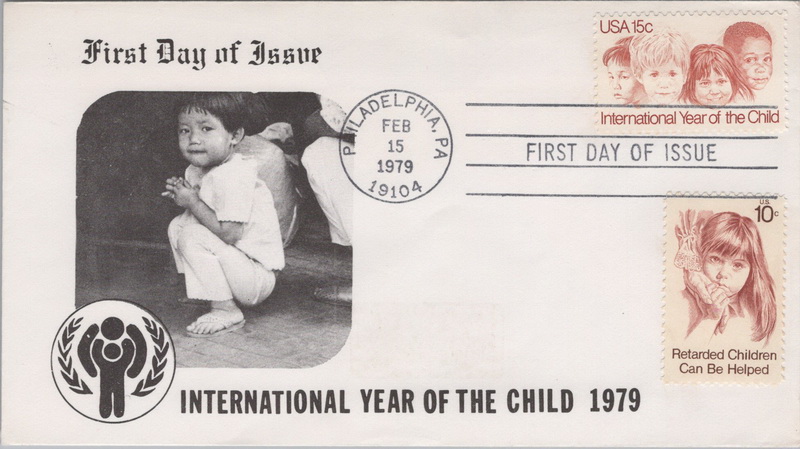 First Day of Issue
USA 15c
International Year of the Child
PHILADELPHIA, PA
FEB
15
1979
19104
FIRST DAY OF ISSUE
U.S.
10c
Retarded Children
Can Be Helped
INTERNATIONAL YEAR OF THE CHILD 1979